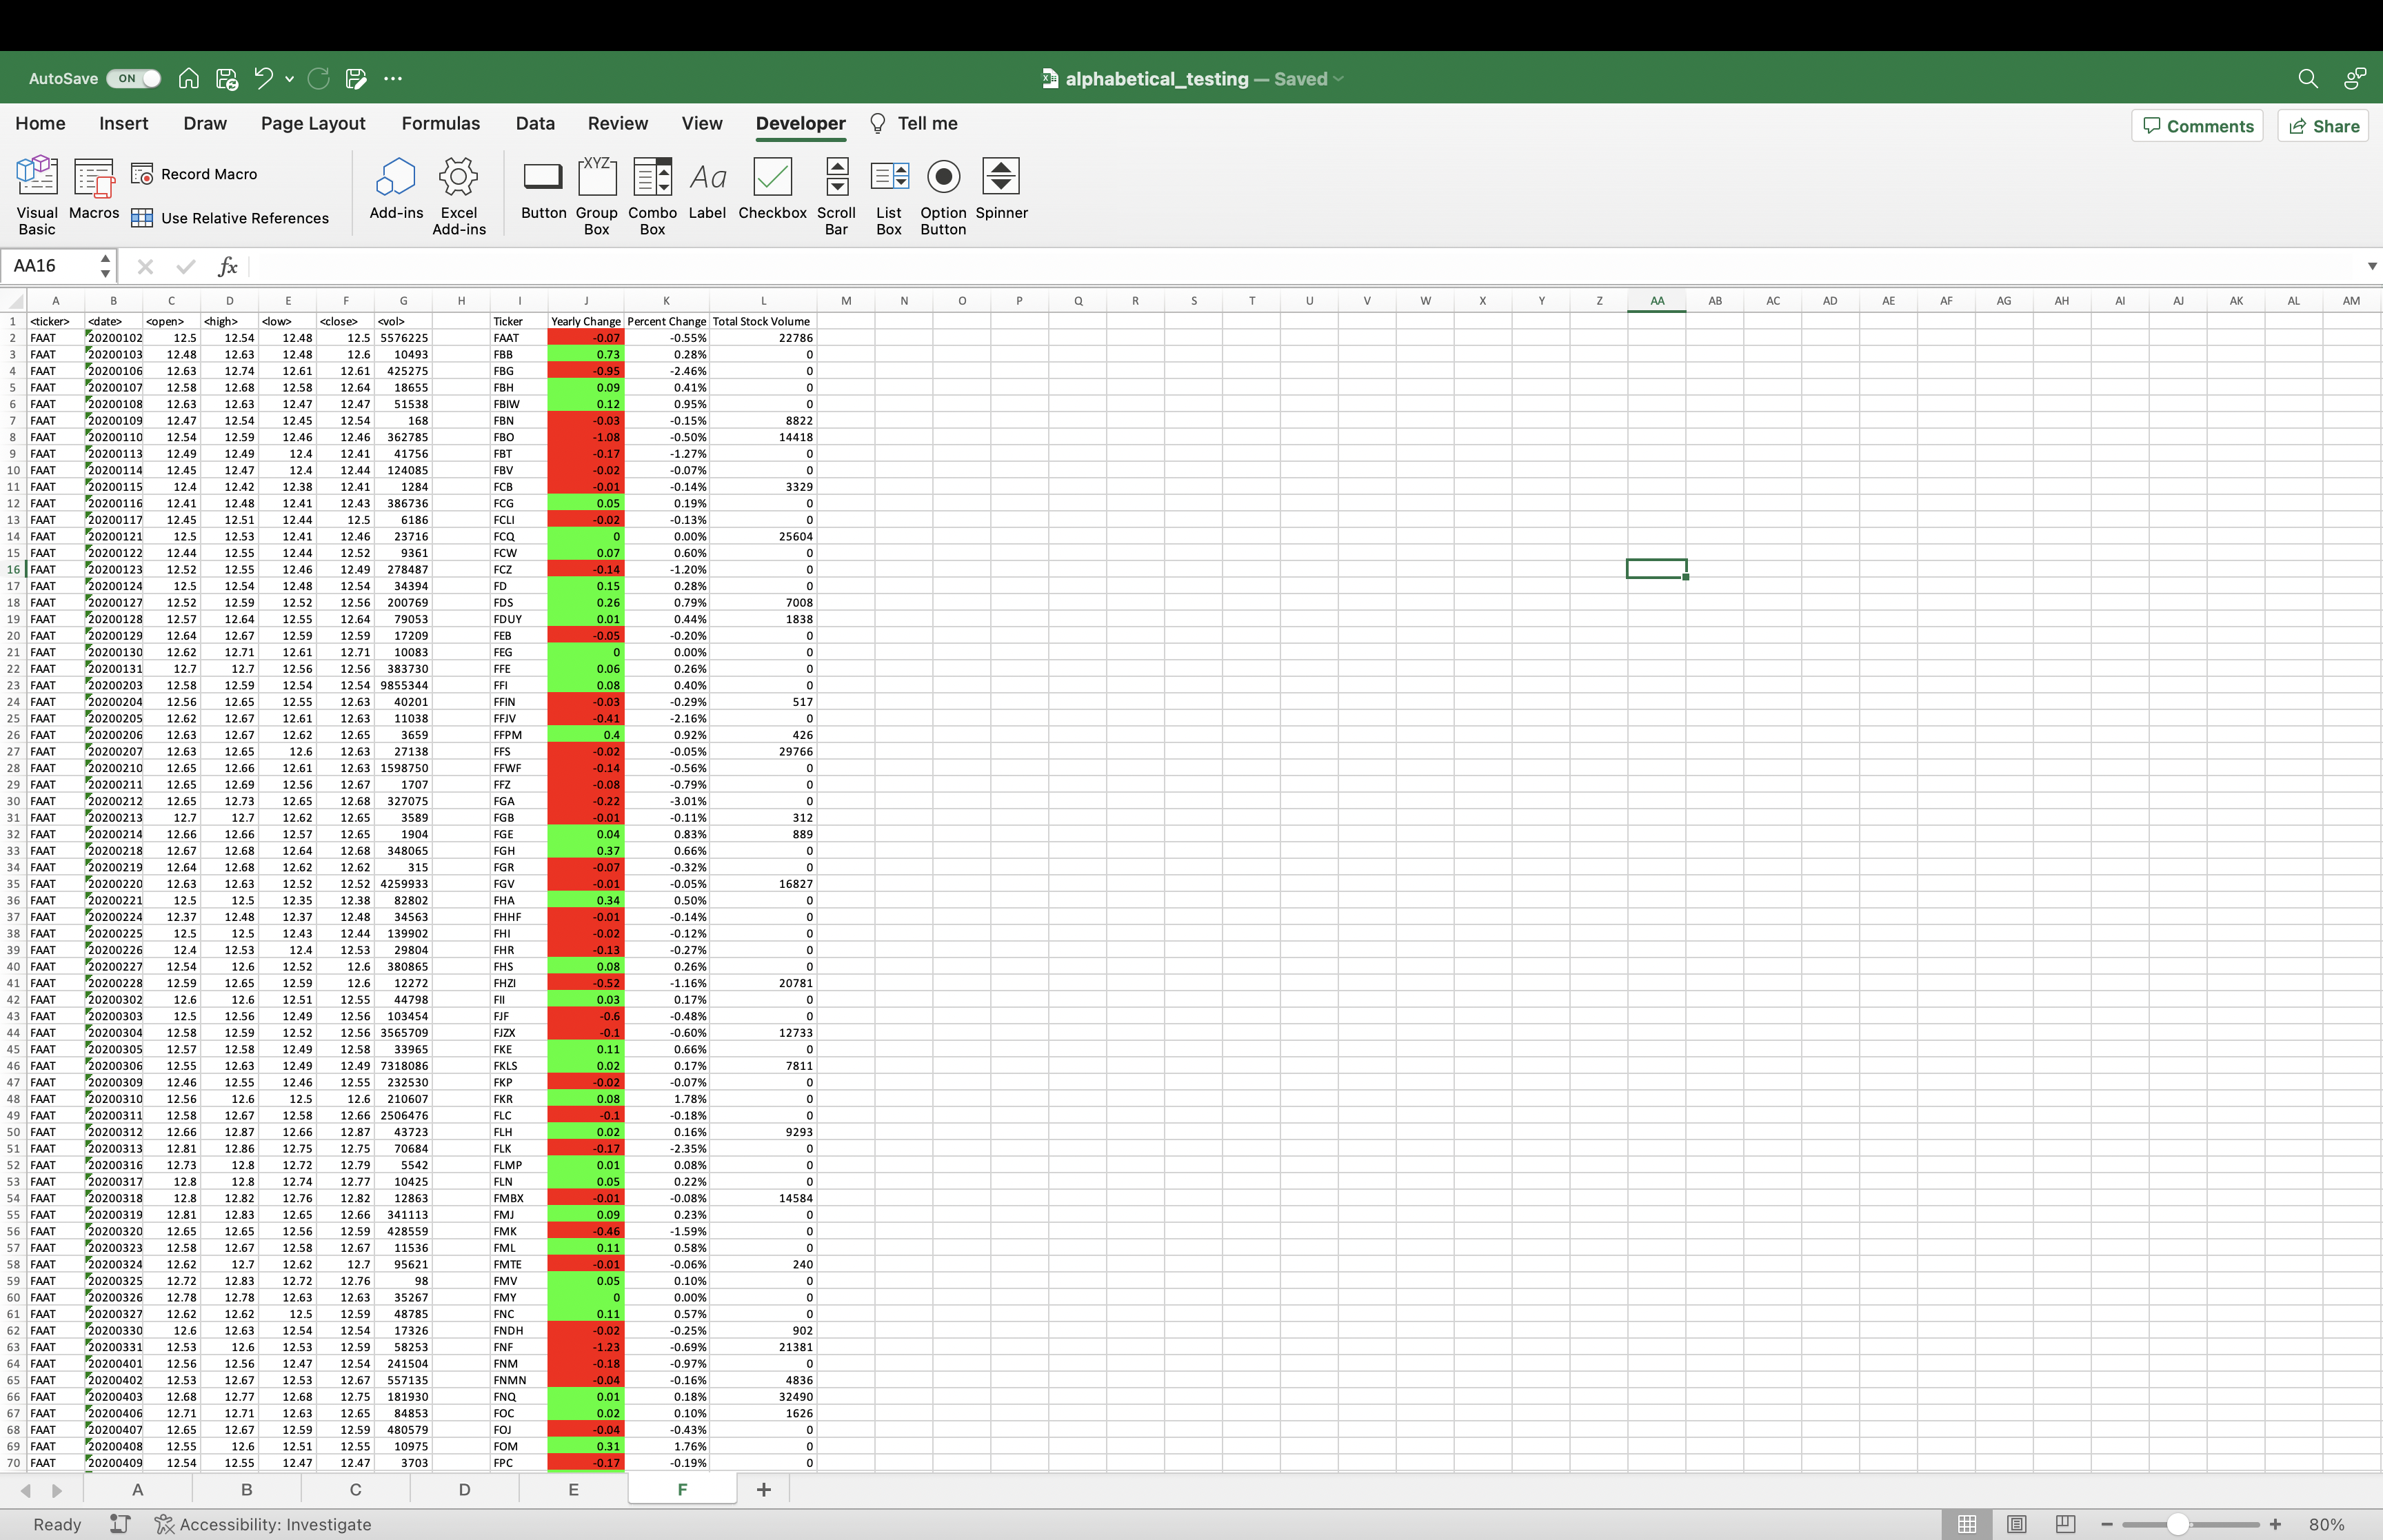 AutoSave ON alphabetical_testing — Saved
Home Insert Draw Page Layout Formulas Data Review View Developer Tell me Comments Share
Visual Basic Macros Record Macro Use Relative References Add-ins Excel Add-ins Button XYZ Group Box Combo Box Aa Label Checkbox Scroll Bar List Box Option Button Spinner
AA16 fx
A B C D E F G H I J K L M N O P Q R S T U V W X Y Z AA AB AC AD AE AF AG AH AI AJ AK AL AM
1 <ticker> <date> <open> <high> <low> <close> <vol> Ticker Yearly Change Percent Change Total Stock Volume
2 FAAT 20200102 12.5 12.54 12.48 12.5 5576225 FAAT -0.07 -0.55% 22786
3 FAAT 20200103 12.48 12.63 12.48 12.6 10493 FBB 0.73 0.28% 0
4 FAAT 20200106 12.63 12.74 12.61 12.61 425275 FBG -0.95 -2.46% 0
5 FAAT 20200107 12.58 12.68 12.58 12.64 18655 FBH 0.09 0.41% 0
6 FAAT 20200108 12.63 12.63 12.47 12.47 51538 FBIW 0.12 0.95% 0
7 FAAT 20200109 12.47 12.54 12.45 12.54 168 FBN -0.03 -0.15% 8822
8 FAAT 20200110 12.54 12.59 12.46 12.46 362785 FBO -1.08 -0.50% 14418
9 FAAT 20200113 12.49 12.49 12.4 12.41 41756 FBT -0.17 -1.27% 0
10 FAAT 20200114 12.45 12.47 12.4 12.44 124085 FBV -0.02 -0.07% 0
11 FAAT 20200115 12.4 12.42 12.38 12.41 1284 FCB -0.01 -0.14% 3329
12 FAAT 20200116 12.41 12.48 12.41 12.43 386736 FCG 0.05 0.19% 0
13 FAAT 20200117 12.45 12.51 12.44 12.5 6186 FCLI -0.02 -0.13% 0
14 FAAT 20200121 12.5 12.53 12.41 12.46 23716 FCQ 0 0.00% 25604
15 FAAT 20200122 12.44 12.55 12.44 12.52 9361 FCW 0.07 0.60% 0
16 FAAT 20200123 12.52 12.55 12.46 12.49 278487 FCZ -0.14 -1.20% 0
17 FAAT 20200124 12.5 12.54 12.48 12.54 34394 FD 0.15 0.28% 0
18 FAAT 20200127 12.52 12.59 12.52 12.56 200769 FDS 0.26 0.79% 7008
19 FAAT 20200128 12.57 12.64 12.55 12.64 79053 FDUY 0.01 0.44% 1838
20 FAAT 20200129 12.64 12.67 12.59 12.59 17209 FEB -0.05 -0.20% 0
21 FAAT 20200130 12.62 12.71 12.61 12.71 10083 FEG 0 0.00% 0
22 FAAT 20200131 12.7 12.7 12.56 12.56 383730 FFE 0.06 0.26% 0
23 FAAT 20200203 12.58 12.59 12.54 12.54 9855344 FFI 0.08 0.40% 0
24 FAAT 20200204 12.56 12.65 12.55 12.63 40201 FFIN -0.03 -0.29% 517
25 FAAT 20200205 12.62 12.67 12.61 12.63 11038 FFJV -0.41 -2.16% 0
26 FAAT 20200206 12.63 12.67 12.62 12.65 3659 FFPM 0.4 0.92% 426
27 FAAT 20200207 12.63 12.65 12.6 12.63 27138 FFS -0.02 -0.05% 29766
28 FAAT 20200210 12.65 12.66 12.61 12.63 1598750 FFWF -0.14 -0.56% 0
29 FAAT 20200211 12.65 12.69 12.56 12.67 1707 FFZ -0.08 -0.79% 0
30 FAAT 20200212 12.65 12.73 12.65 12.68 327075 FGA -0.22 -3.01% 0
31 FAAT 20200213 12.7 12.7 12.62 12.65 3589 FGB -0.01 -0.11% 312
32 FAAT 20200214 12.66 12.66 12.57 12.65 1904 FGE 0.04 0.83% 889
33 FAAT 20200218 12.67 12.68 12.64 12.68 348065 FGH 0.37 0.66% 0
34 FAAT 20200219 12.64 12.68 12.62 12.62 315 FGR -0.07 -0.32% 0
35 FAAT 20200220 12.63 12.63 12.52 12.52 4259933 FGV -0.01 -0.05% 16827
36 FAAT 20200221 12.5 12.5 12.35 12.38 82802 FHA 0.34 0.50% 0
37 FAAT 20200224 12.37 12.48 12.37 12.48 34563 FHHF -0.01 -0.14% 0
38 FAAT 20200225 12.5 12.5 12.43 12.44 139902 FHI -0.02 -0.12% 0
39 FAAT 20200226 12.4 12.53 12.4 12.53 29804 FHR -0.13 -0.27% 0
40 FAAT 20200227 12.54 12.6 12.52 12.6 380865 FHS 0.08 0.26% 0
41 FAAT 20200228 12.59 12.65 12.59 12.6 12272 FHZI -0.52 -1.16% 20781
42 FAAT 20200302 12.6 12.6 12.51 12.55 44798 FII 0.03 0.17% 0
43 FAAT 20200303 12.5 12.56 12.49 12.56 103454 FJF -0.6 -0.48% 0
44 FAAT 20200304 12.58 12.59 12.52 12.56 3565709 FJZX -0.1 -0.60% 12733
45 FAAT 20200305 12.57 12.58 12.49 12.58 33965 FKE 0.11 0.66% 0
46 FAAT 20200306 12.55 12.63 12.49 12.49 7318086 FKLS 0.02 0.17% 7811
47 FAAT 20200309 12.46 12.55 12.46 12.55 232530 FKP -0.02 -0.07% 0
48 FAAT 20200310 12.56 12.6 12.5 12.6 210607 FKR 0.08 1.78% 0
49 FAAT 20200311 12.58 12.67 12.58 12.66 2506476 FLC -0.1 -0.18% 0
50 FAAT 20200312 12.66 12.87 12.66 12.87 43723 FLH 0.02 0.16% 9293
51 FAAT 20200313 12.81 12.86 12.75 12.75 70684 FLK -0.17 -2.35% 0
52 FAAT 20200316 12.73 12.8 12.72 12.79 5542 FLMP 0.01 0.08% 0
53 FAAT 20200317 12.8 12.8 12.74 12.77 10425 FLN 0.05 0.22% 0
54 FAAT 20200318 12.8 12.82 12.76 12.82 12863 FMBX -0.01 -0.08% 14584
55 FAAT 20200319 12.81 12.83 12.65 12.66 341113 FMJ 0.09 0.23% 0
56 FAAT 20200320 12.65 12.65 12.56 12.59 428559 FMK -0.46 -1.59% 0
57 FAAT 20200323 12.58 12.67 12.58 12.67 11536 FML 0.11 0.58% 0
58 FAAT 20200324 12.62 12.7 12.62 12.7 95621 FMTE -0.01 -0.06% 240
59 FAAT 20200325 12.72 12.83 12.72 12.76 98 FMV 0.05 0.10% 0
60 FAAT 20200326 12.78 12.78 12.63 12.63 35267 FMY 0 0.00% 0
61 FAAT 20200327 12.62 12.62 12.5 12.59 48785 FNC 0.11 0.57% 0
62 FAAT 20200330 12.6 12.63 12.54 12.54 17326 FNDH -0.02 -0.25% 902
63 FAAT 20200331 12.53 12.6 12.53 12.59 58253 FNF -1.23 -0.69% 21381
64 FAAT 20200401 12.56 12.56 12.47 12.54 241504 FNM -0.18 -0.97% 0
65 FAAT 20200402 12.53 12.67 12.53 12.67 557135 FNMN -0.04 -0.16% 4836
66 FAAT 20200403 12.68 12.77 12.68 12.75 181930 FNQ 0.01 0.18% 32490
67 FAAT 20200406 12.71 12.71 12.63 12.65 84853 FOC 0.02 0.10% 1626
68 FAAT 20200407 12.65 12.67 12.59 12.59 480579 FOJ -0.04 -0.43% 0
69 FAAT 20200408 12.55 12.6 12.51 12.55 10975 FOM 0.31 1.76% 0
70 FAAT 20200409 12.54 12.55 12.47 12.47 3703 FPC -0.17 -0.19% 0
A B C D E F +
Ready Accessibility: Investigate 80%